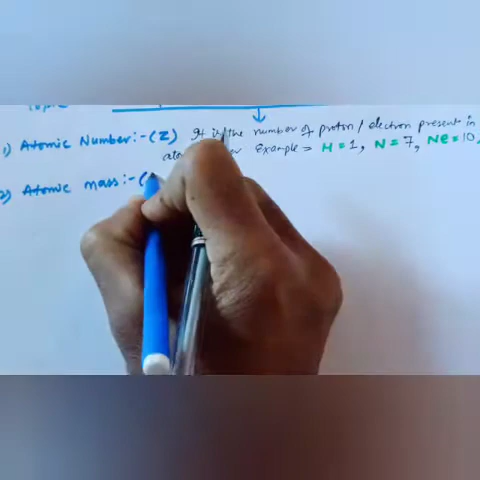 1) Atomic Number:-(Z) It is the number of proton / electron present in
Example = H = 1, N = 7, Ne = 10,
2) Atomic mass:-(